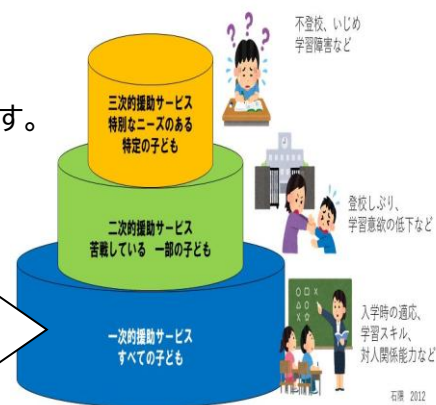 す。
三次的援助サービス
特別なニーズのある
特定の子ども
不登校、いじめ
学習障害など
二次的援助サービス
苦戦している 一部の子ども
登校しぶり、
学習意欲の低下など
一次的援助サービス
すべての子ども
入学時の適応、
学習スキル、
対人関係能力など
石隈 2012